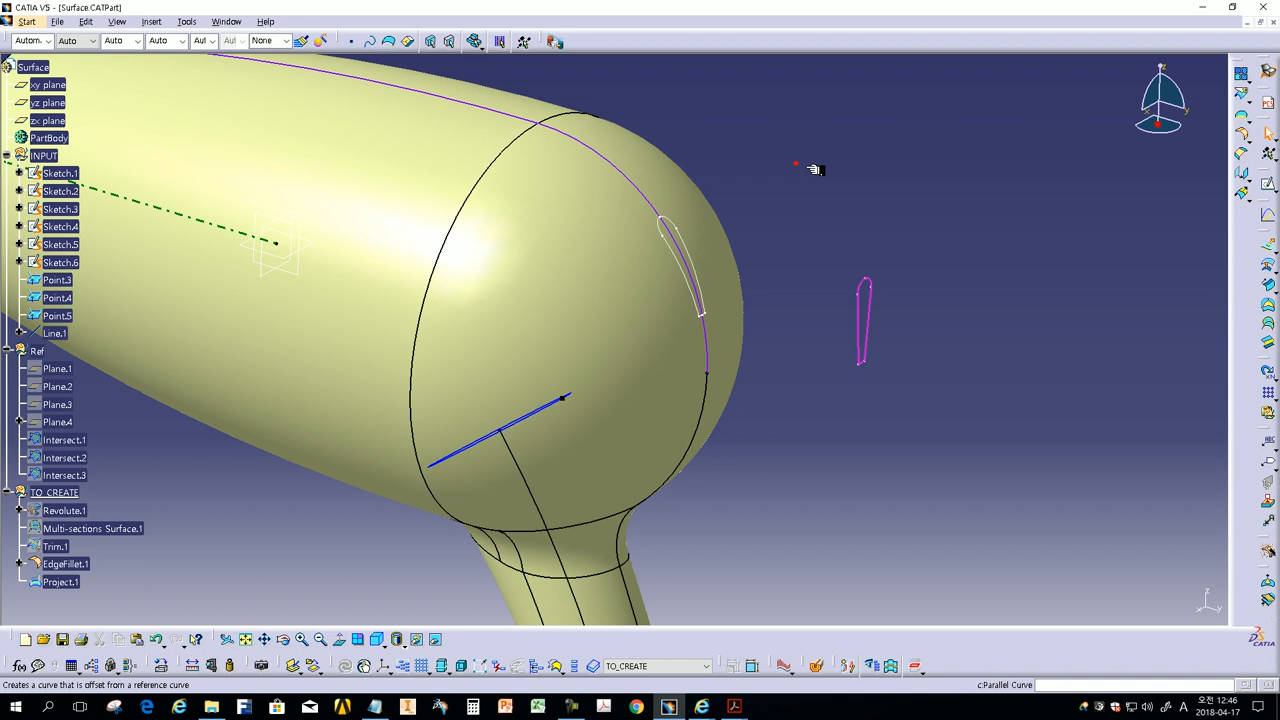 CATIA V5 - [Surface.CATPart]
Start File Edit View Insert Tools Window Help
Autom. Auto Auto Auto Aut Aut None
Surface
xy plane
yz plane
zx plane
PartBody
INPUT
Sketch.1
Sketch.2
Sketch.3
Sketch.4
Sketch.5
Sketch.6
Point.3
Point.4
Point.5
Line.1
Ref
Plane.1
Plane.2
Plane.3
Plane.4
Intersect.1
Intersect.2
Intersect.3
TO_CREATE
Revolute.1
Multi-sections Surface.1
Trim.1
EdgeFillet.1
Project.1
TO_CREATE
Creates a curve that is offset from a reference curve
c:Parallel Curve
오전 12:46
2018-04-17